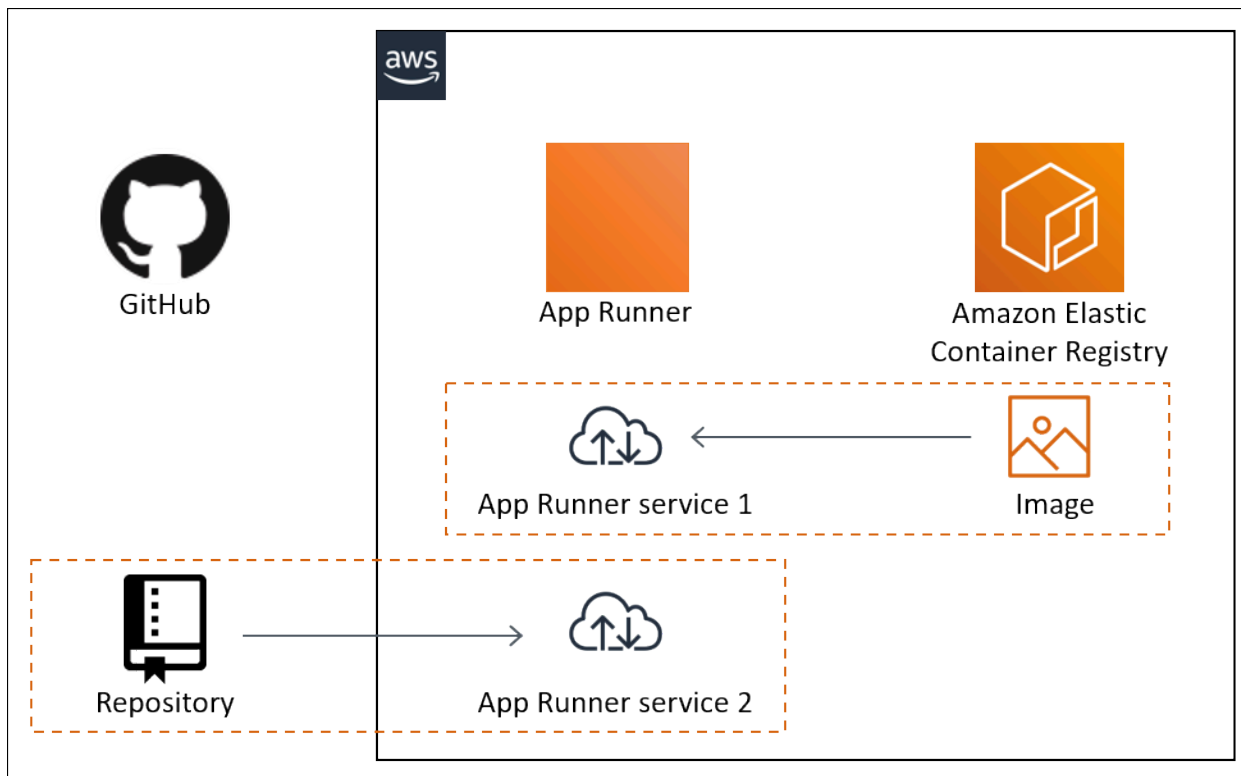 aws
GitHub
App Runner
Amazon Elastic
Container Registry
App Runner service 1
Image
Repository
App Runner service 2